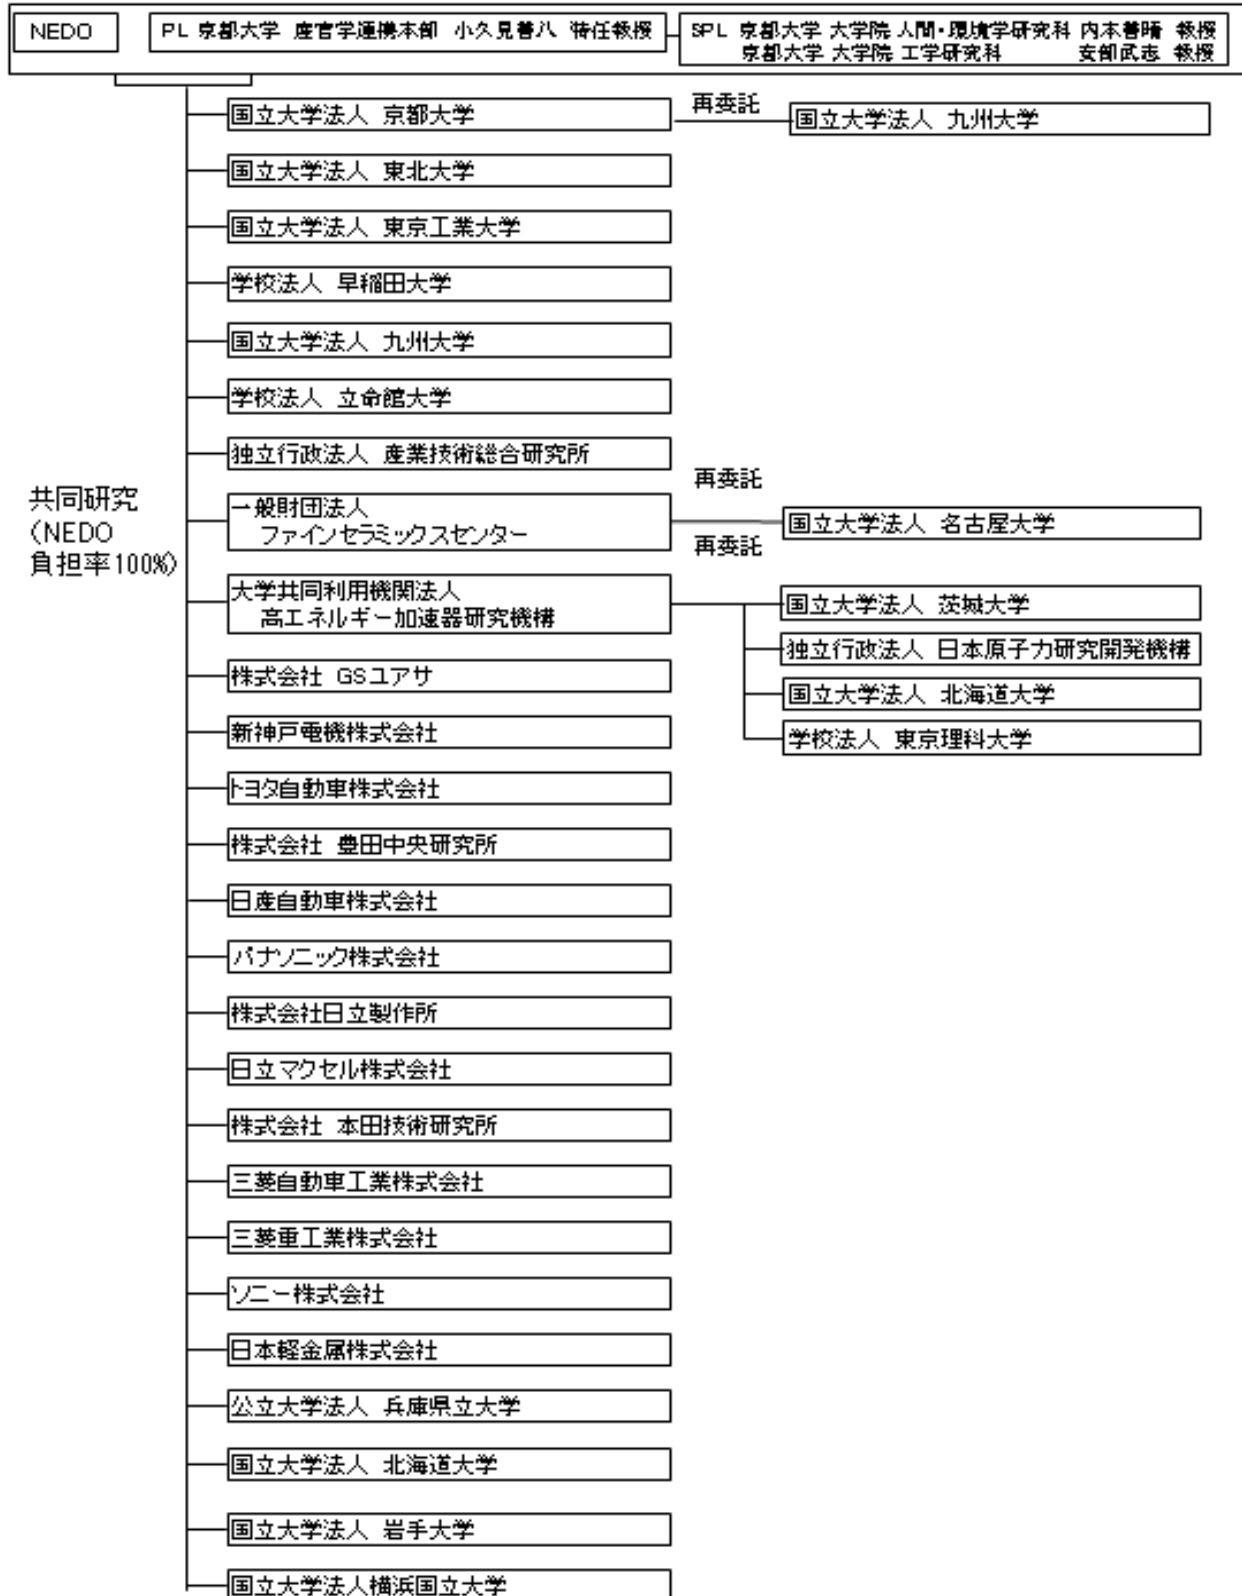 NEDO
PL 京都大学 産官学連携本部 小久見善八 特任教授
SPL 京都大学 大学院 人間・環境学研究科 内本喜晴 教授
京都大学 大学院 工学研究科 安部武志 教授
国立大学法人 京都大学
再委託
国立大学法人 九州大学
国立大学法人 東北大学
国立大学法人 東京工業大学
学校法人 早稲田大学
国立大学法人 九州大学
学校法人 立命館大学
独立行政法人 産業技術総合研究所
共同研究
(NEDO
負担率100%)
一般財団法人
ファインセラミックスセンター
再委託
国立大学法人 名古屋大学
再委託
大学共同利用機関法人
高エネルギー加速器研究機構
国立大学法人 茨城大学
独立行政法人 日本原子力研究開発機構
国立大学法人 北海道大学
学校法人 東京理科大学
株式会社 GSユアサ
新神戸電機株式会社
トヨタ自動車株式会社
株式会社 豊田中央研究所
日産自動車株式会社
パナソニック株式会社
株式会社日立製作所
日立マクセル株式会社
株式会社 本田技術研究所
三菱自動車工業株式会社
三菱重工業株式会社
ソニー株式会社
日本軽金属株式会社
公立大学法人 兵庫県立大学
国立大学法人 北海道大学
国立大学法人 岩手大学
国立大学法人横浜国立大学